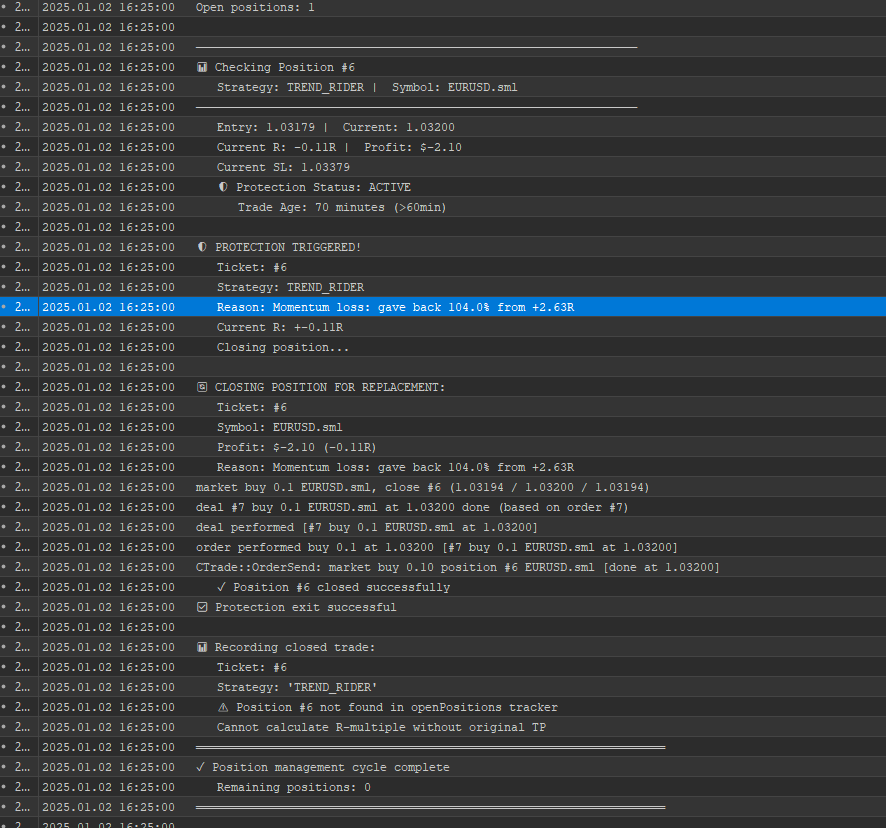 2... 2025.01.02 16:25:00 Open positions: 1
2... 2025.01.02 16:25:00
2... 2025.01.02 16:25:00
2... 2025.01.02 16:25:00 📊 Checking Position #6
2... 2025.01.02 16:25:00 Strategy: TREND_RIDER | Symbol: EURUSD.sml
2... 2025.01.02 16:25:00
2... 2025.01.02 16:25:00 Entry: 1.03179 | Current: 1.03200
2... 2025.01.02 16:25:00 Current R: -0.11R | Profit: $-2.10
2... 2025.01.02 16:25:00 Current SL: 1.03379
2... 2025.01.02 16:25:00 Protection Status: ACTIVE
2... 2025.01.02 16:25:00 Trade Age: 70 minutes (>60min)
2... 2025.01.02 16:25:00
2... 2025.01.02 16:25:00 PROTECTION TRIGGERED!
2... 2025.01.02 16:25:00 Ticket: #6
2... 2025.01.02 16:25:00 Strategy: TREND_RIDER
2... 2025.01.02 16:25:00 Reason: Momentum loss: gave back 104.0% from +2.63R
2... 2025.01.02 16:25:00 Current R: +-0.11R
2... 2025.01.02 16:25:00 Closing position...
2... 2025.01.02 16:25:00
2... 2025.01.02 16:25:00 CLOSING POSITION FOR REPLACEMENT:
2... 2025.01.02 16:25:00 Ticket: #6
2... 2025.01.02 16:25:00 Symbol: EURUSD.sml
2... 2025.01.02 16:25:00 Profit: $-2.10 (-0.11R)
2... 2025.01.02 16:25:00 Reason: Momentum loss: gave back 104.0% from +2.63R
2... 2025.01.02 16:25:00 market buy 0.1 EURUSD.sml, close #6 (1.03194 / 1.03200 / 1.03194)
2... 2025.01.02 16:25:00 deal #7 buy 0.1 EURUSD.sml at 1.03200 done (based on order #7)
2... 2025.01.02 16:25:00 deal performed [#7 buy 0.1 EURUSD.sml at 1.03200]
2... 2025.01.02 16:25:00 order performed buy 0.1 at 1.03200 [#7 buy 0.1 EURUSD.sml at 1.03200]
2... 2025.01.02 16:25:00 CTrade::OrderSend: market buy 0.10 position #6 EURUSD.sml [done at 1.03200]
2... 2025.01.02 16:25:00 ✓ Position #6 closed successfully
2... 2025.01.02 16:25:00 ☑ Protection exit successful
2... 2025.01.02 16:25:00
2... 2025.01.02 16:25:00 📊 Recording closed trade:
2... 2025.01.02 16:25:00 Ticket: #6
2... 2025.01.02 16:25:00 Strategy: 'TREND_RIDER'
2... 2025.01.02 16:25:00 ⚠ Position #6 not found in openPositions tracker
2... 2025.01.02 16:25:00 Cannot calculate R-multiple without original TP
2... 2025.01.02 16:25:00
2... 2025.01.02 16:25:00 ✓ Position management cycle complete
2... 2025.01.02 16:25:00 Remaining positions: 0
2... 2025.01.02 16:25:00
2... 2025.01.02 16:25:00